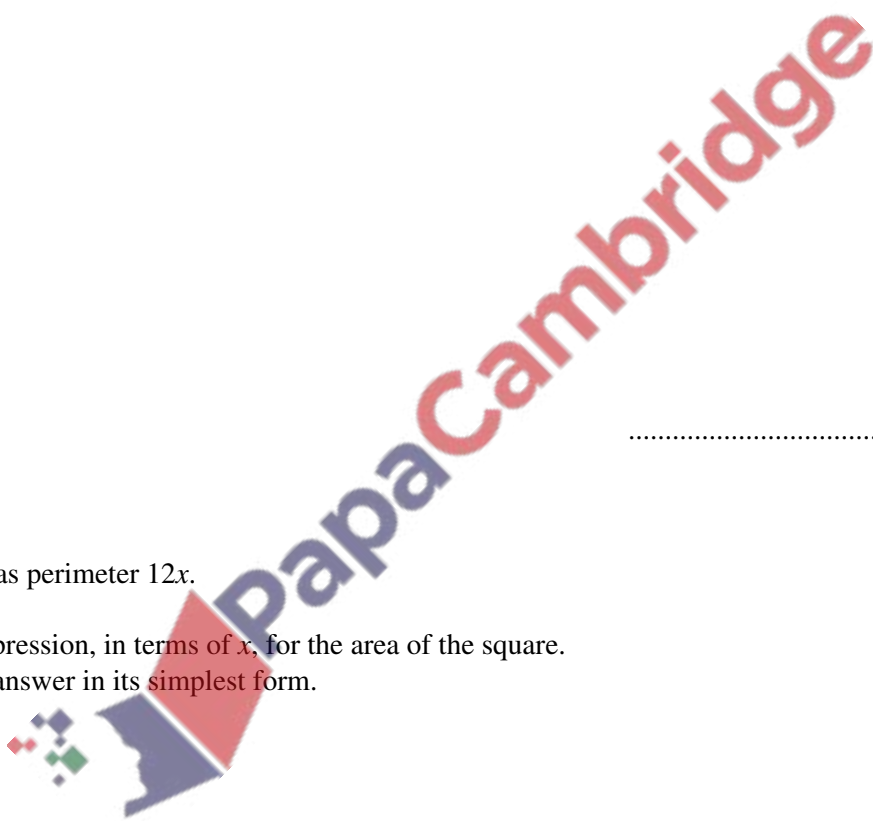 PapaCambridge
..................................
as perimeter 12x.
pression, in terms of x, for the area of the square.
answer in its simplest form.